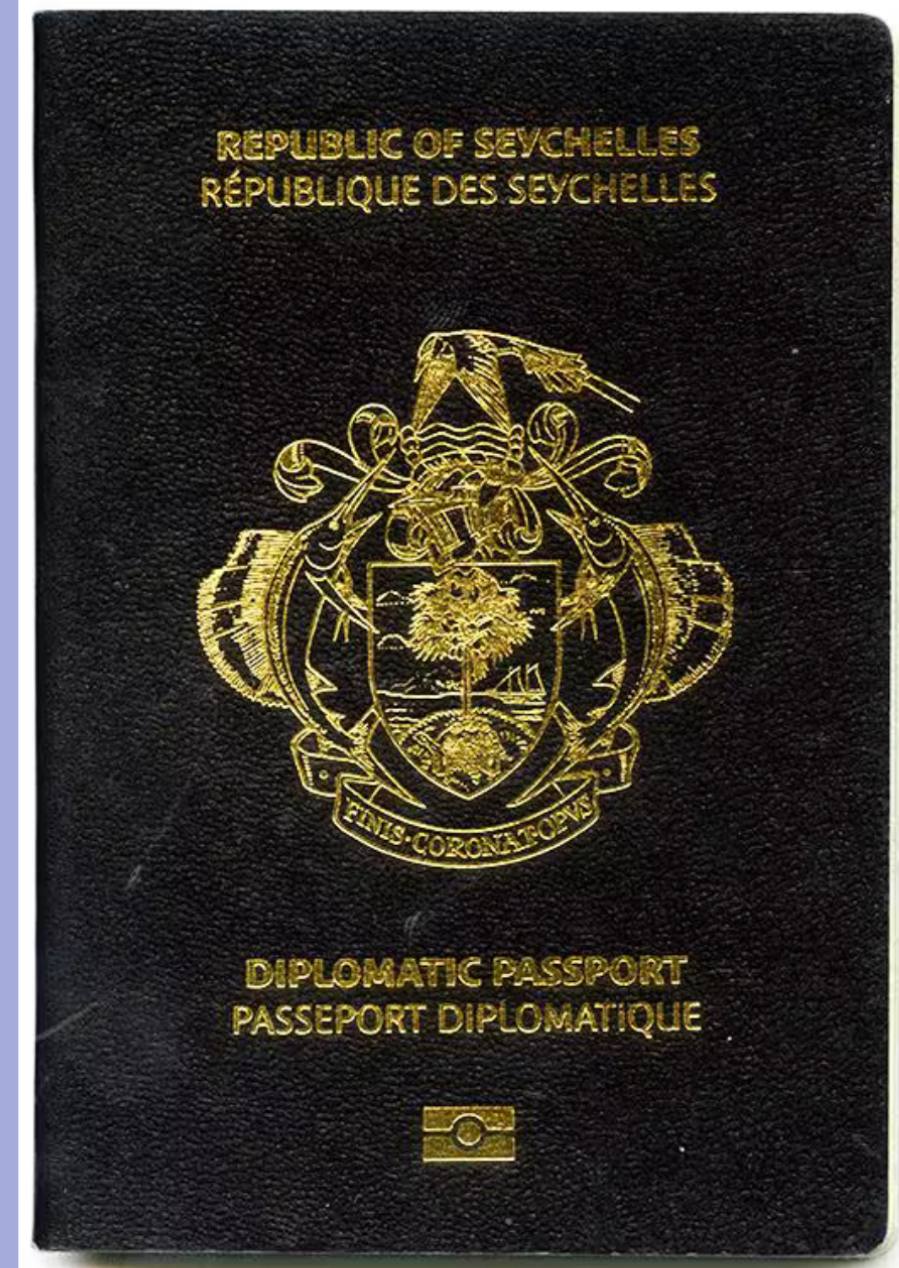 REPUBLIC OF SEYCHELLES
RÉPUBLIQUE DES SEYCHELLES
FINIS·CORONAT·OPVS
DIPLOMATIC PASSPORT
PASSEPORT DIPLOMATIQUE